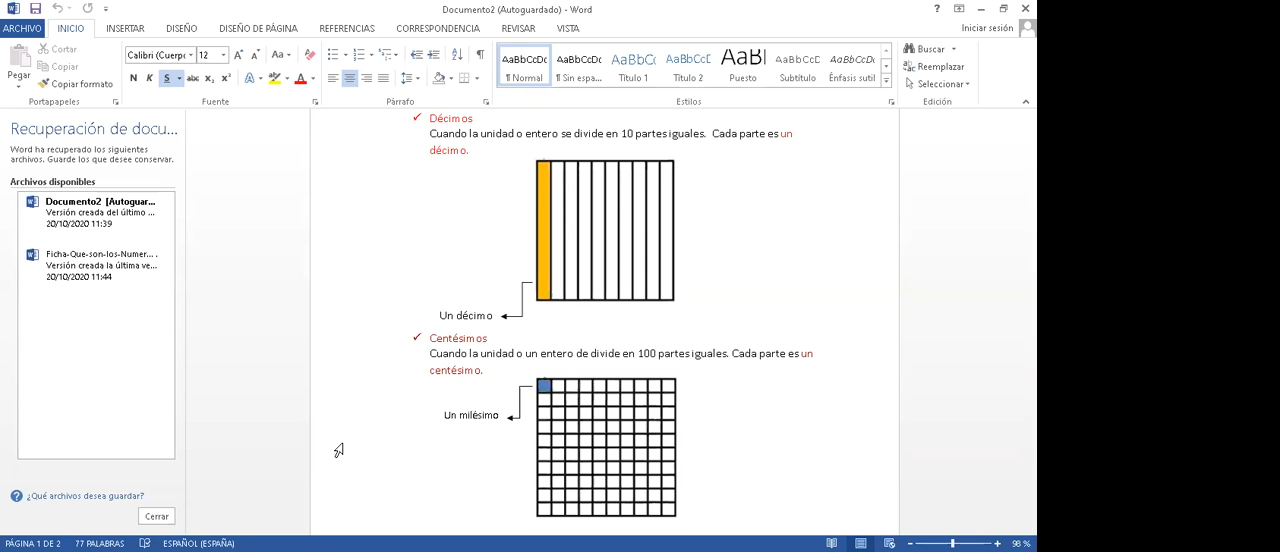 Documento2 (Autoguardado) - Word
ARCHIVO INICIO INSERTAR DISEÑO DISEÑO DE PÁGINA REFERENCIAS CORRESPONDENCIA REVISAR VISTA Iniciar sesión
Pegar
Cortar
Copiar
Copiar formato
Portapapeles
Calibri (Cuerp 12
N K S abc x₂ x²
Fuente
Párrafo
AaBbCcDc AaBbCcDc AaBbCc AaBbCcD AaBl AaBbCcD AaBbCcDc
¶ Normal ¶ Sin espa... Título 1 Título 2 Puesto Subtítulo Énfasis sutil
Estilos
Buscar
Reemplazar
Seleccionar
Edición
Recuperación de docu...
Word ha recuperado los siguientes
archivos. Guarde los que desee conservar.
Archivos disponibles
Documento2 [Autoguar...
Versión creada del último ...
20/10/2020 11:39
Ficha-Que-son-los-Numer... .
Versión creada la última ve...
20/10/2020 11:44
¿Qué archivos desea guardar?
Cerrar
✓ Décimos
Cuando la unidad o entero se divide en 10 partes iguales. Cada parte es un
décimo.
Un décimo
✓ Centésimos
Cuando la unidad o un entero de divide en 100 partes iguales. Cada parte es un
centésimo.
Un milésimo
PÁGINA 1 DE 2 77 PALABRAS ESPAÑOL (ESPAÑA) 98 %